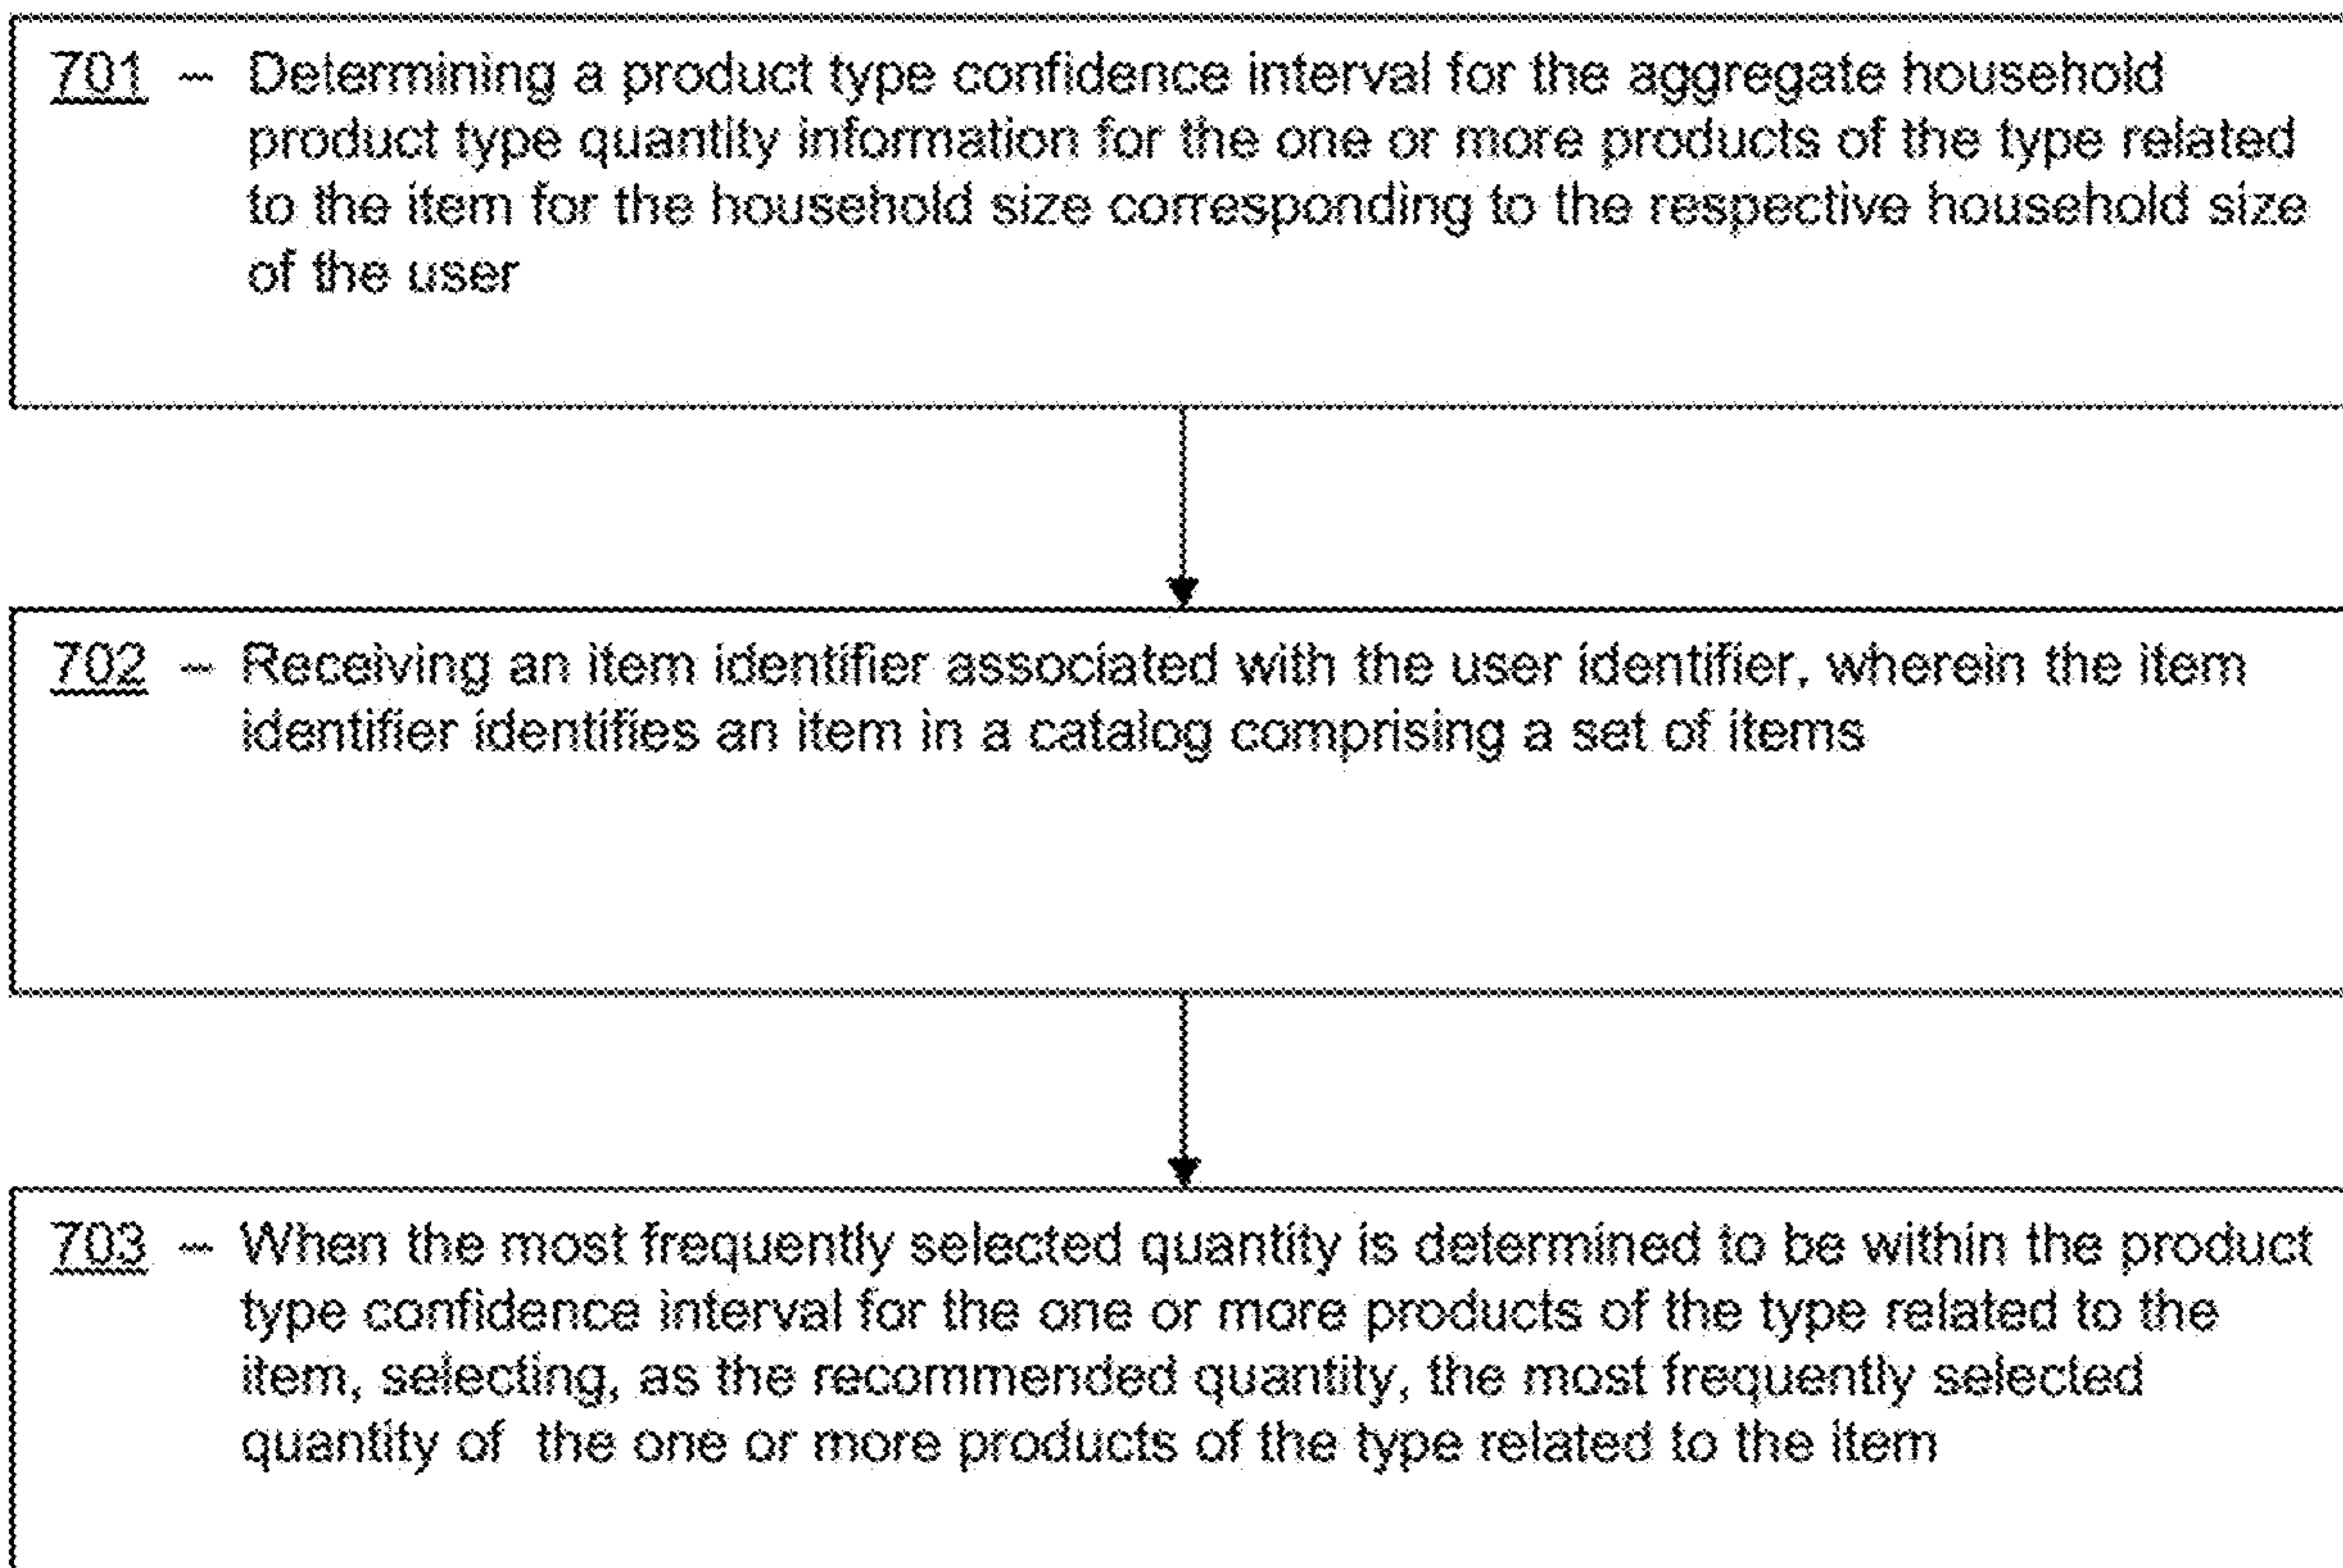 701 – Determining a product type confidence interval for the aggregate household
product type quantity information for the one or more products of the type related
to the item for the household size corresponding to the respective household size
of the user
702 – Receiving an item identifier associated with the user identifier, wherein the item
identifier identifies an item in a catalog comprising a set of items
703 – When the most frequently selected quantity is determined to be within the product
type confidence interval for the one or more products of the type related to the
item, selecting, as the recommended quantity, the most frequently selected
quantity of the one or more products of the type related to the item